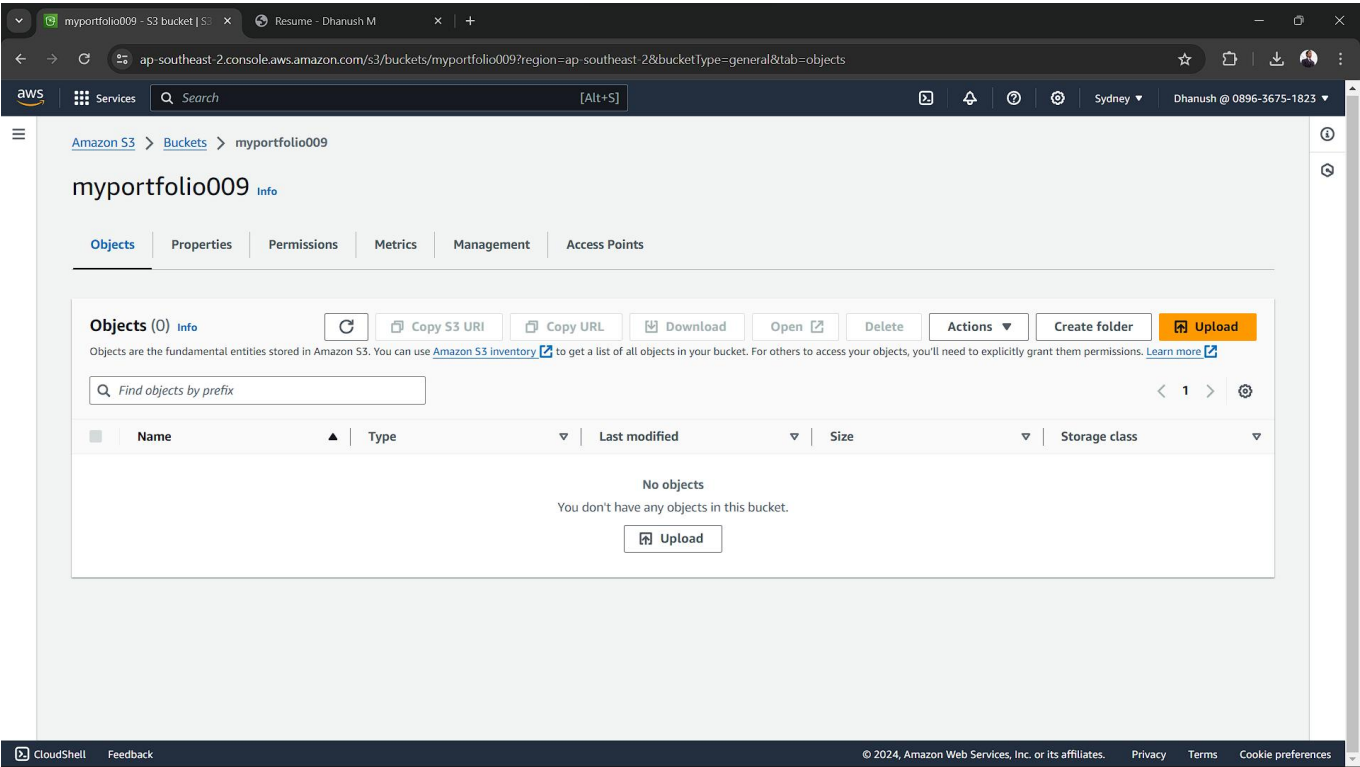 myportfolio009 - S3 bucket | S3
Resume - Dhanush M
ap-southeast-2.console.aws.amazon.com/s3/buckets/myportfolio009?region=ap-southeast-2&bucketType=general&tab=objects
aws Services Search [Alt+S] Sydney ▼ Dhanush @ 0896-3675-1823 ▼
Amazon S3 > Buckets > myportfolio009
myportfolio009 Info
Objects Properties Permissions Metrics Management Access Points
Objects (0) Info Copy S3 URI Copy URL Download Open Delete Actions ▼ Create folder Upload
Objects are the fundamental entities stored in Amazon S3. You can use Amazon S3 inventory to get a list of all objects in your bucket. For others to access your objects, you'll need to explicitly grant them permissions. Learn more
Find objects by prefix < 1 >
Name Type Last modified Size Storage class
No objects
You don't have any objects in this bucket.
Upload
CloudShell Feedback © 2024, Amazon Web Services, Inc. or its affiliates. Privacy Terms Cookie preferences